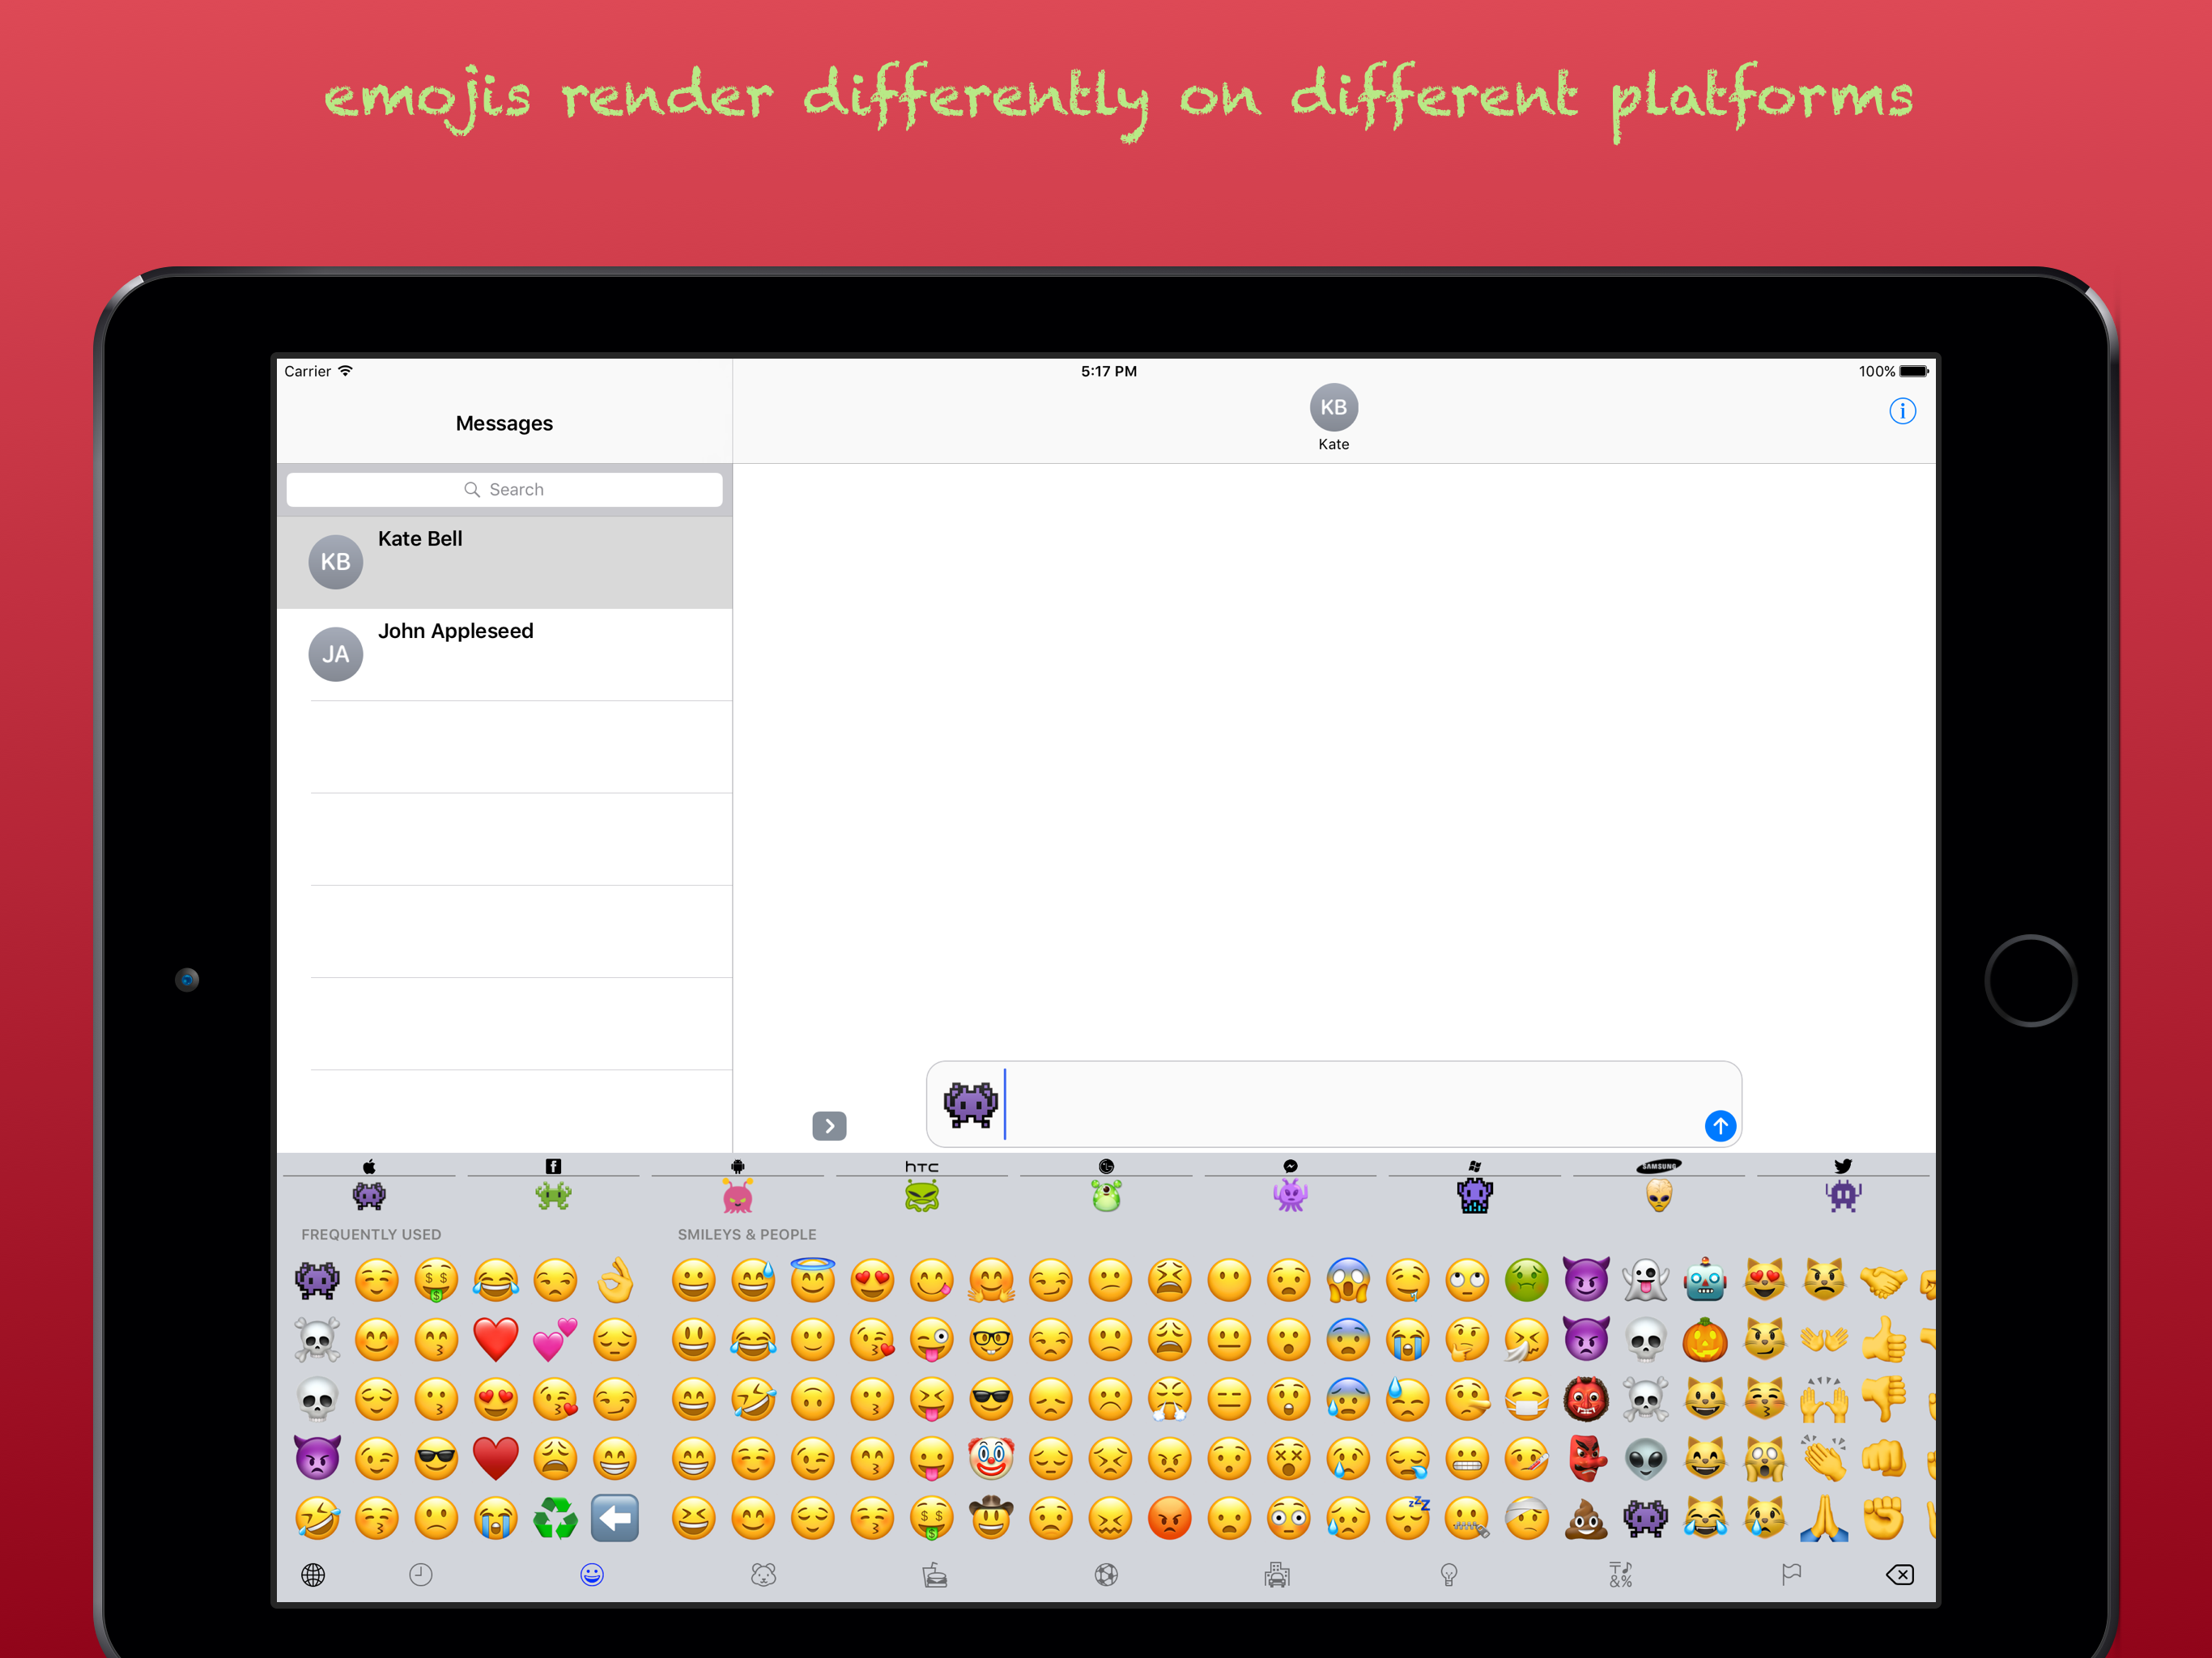 emojis render differently on different platforms
Carrier
5:17 PM
100%
Messages
KB
Kate
Search
KB
Kate Bell
JA
John Appleseed
hTC
LG
SAMSUNG
FREQUENTLY USED
SMILEYS & PEOPLE
&%